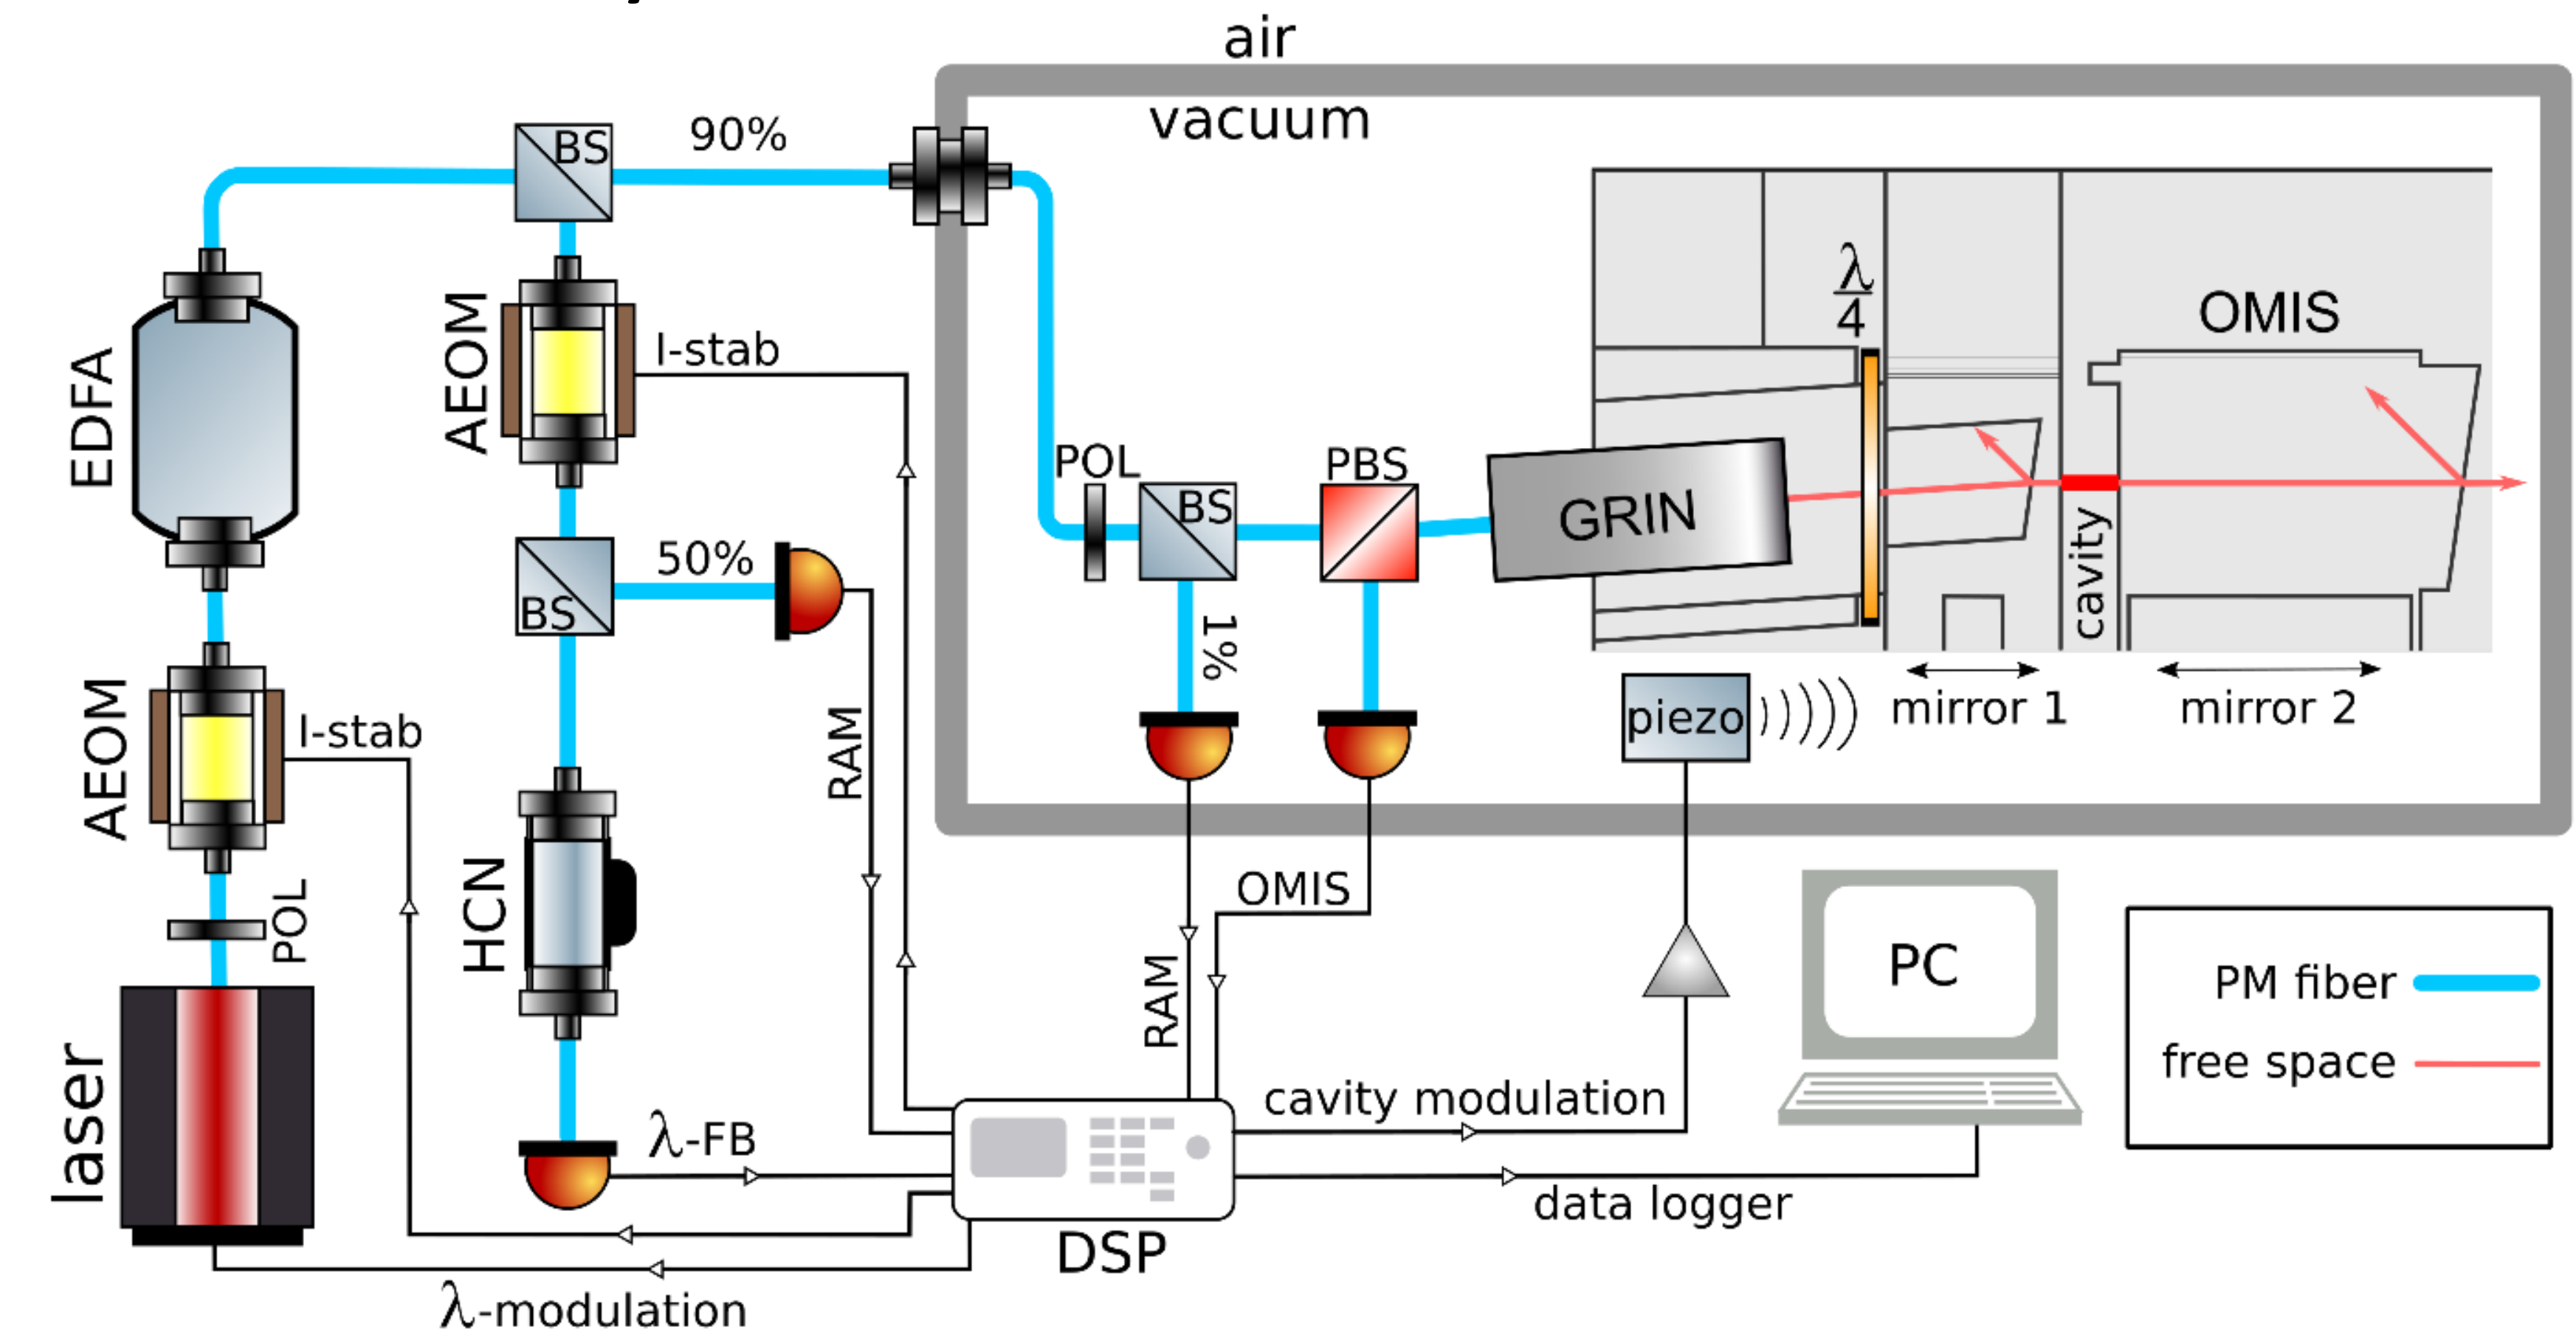 air
vacuum
BS
90%
EDFA
AEOM
I-stab
λ
4
OMIS
POL
BS
PBS
GRIN
BS
50%
1%
cavity
piezo
mirror 1
mirror 2
AEOM
I-stab
RAM
HCN
POL
OMIS
RAM
PC
PM fiber
free space
laser
λ-FB
cavity modulation
data logger
DSP
λ-modulation